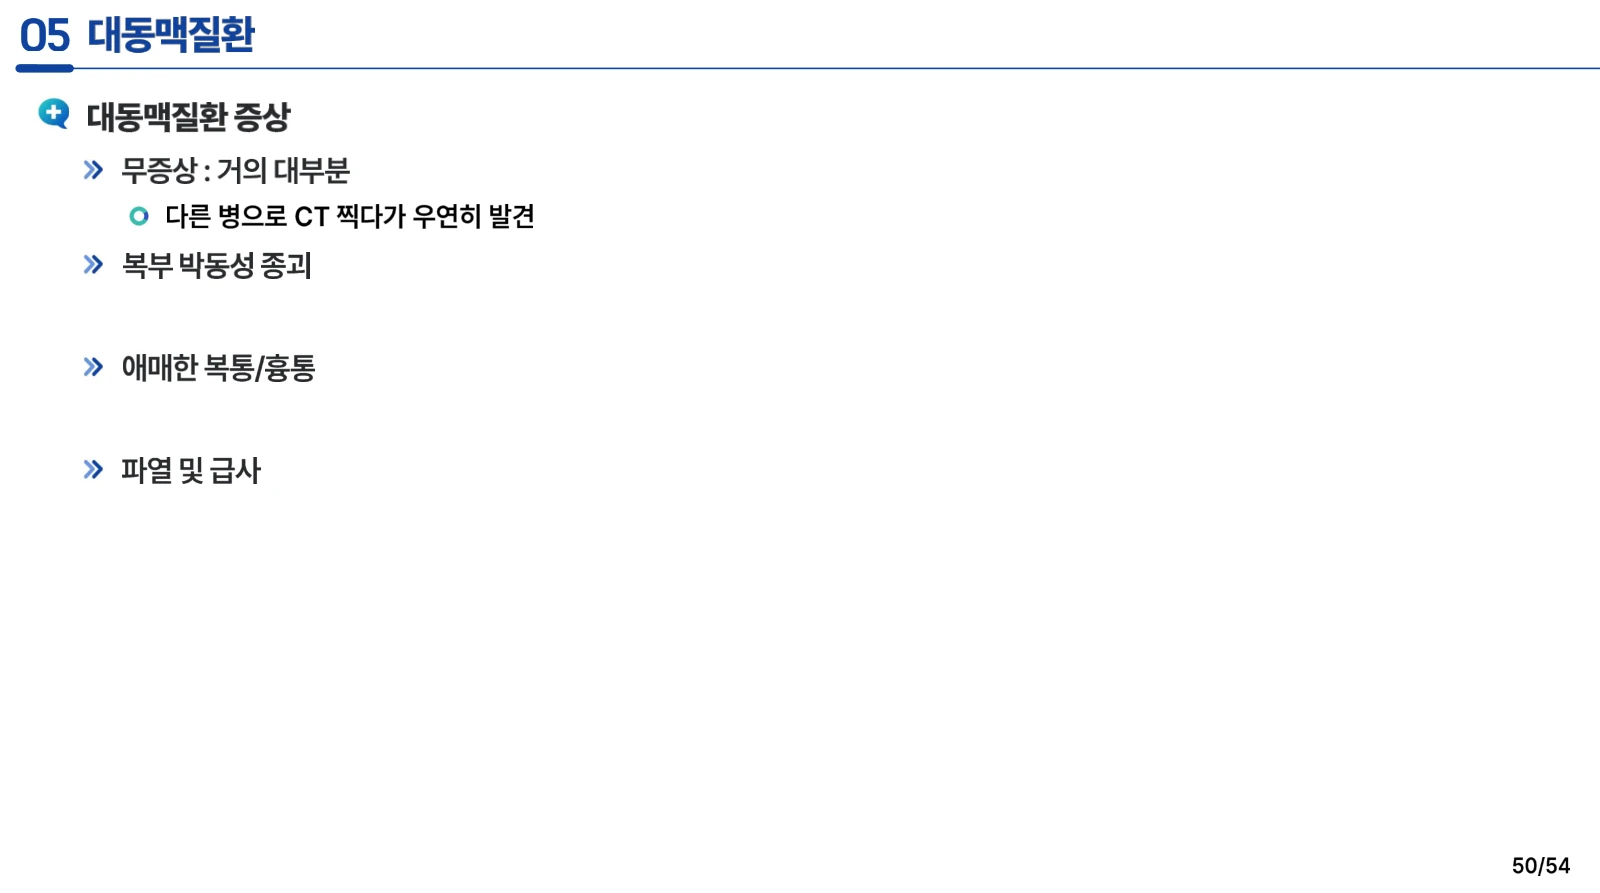 05 대동맥질환
대동맥질환 증상
무증상 : 거의 대부분
다른 병으로 CT 찍다가 우연히 발견
복부 박동성 종괴
애매한 복통/흉통
파열 및 급사
50/54